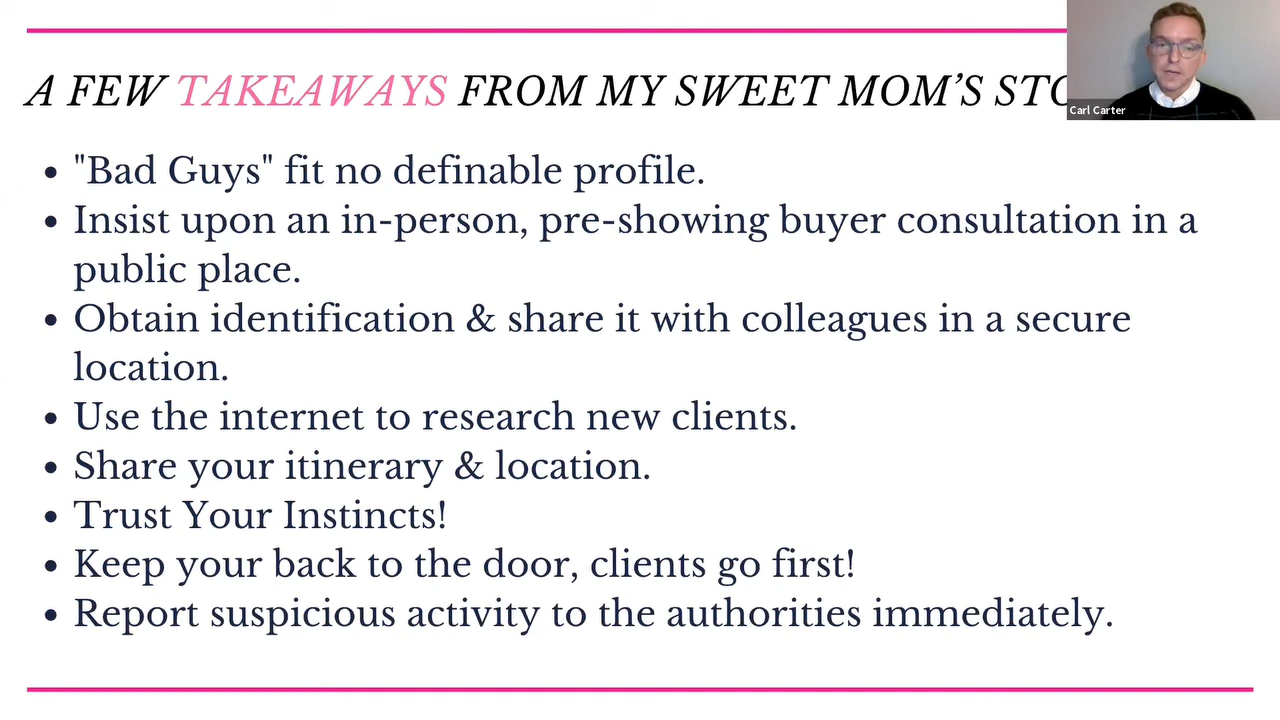 A FEW TAKEAWAYS FROM MY SWEET MOM'S
Carl Carter
• "Bad Guys" fit no definable profile.
• Insist upon an in-person, pre-showing buyer consultation in a
public place.
• Obtain identification & share it with colleagues in a secure
location.
• Use the internet to research new clients.
• Share your itinerary & location.
• Trust Your Instincts!
• Keep your back to the door, clients go first!
• Report suspicious activity to the authorities immediately.